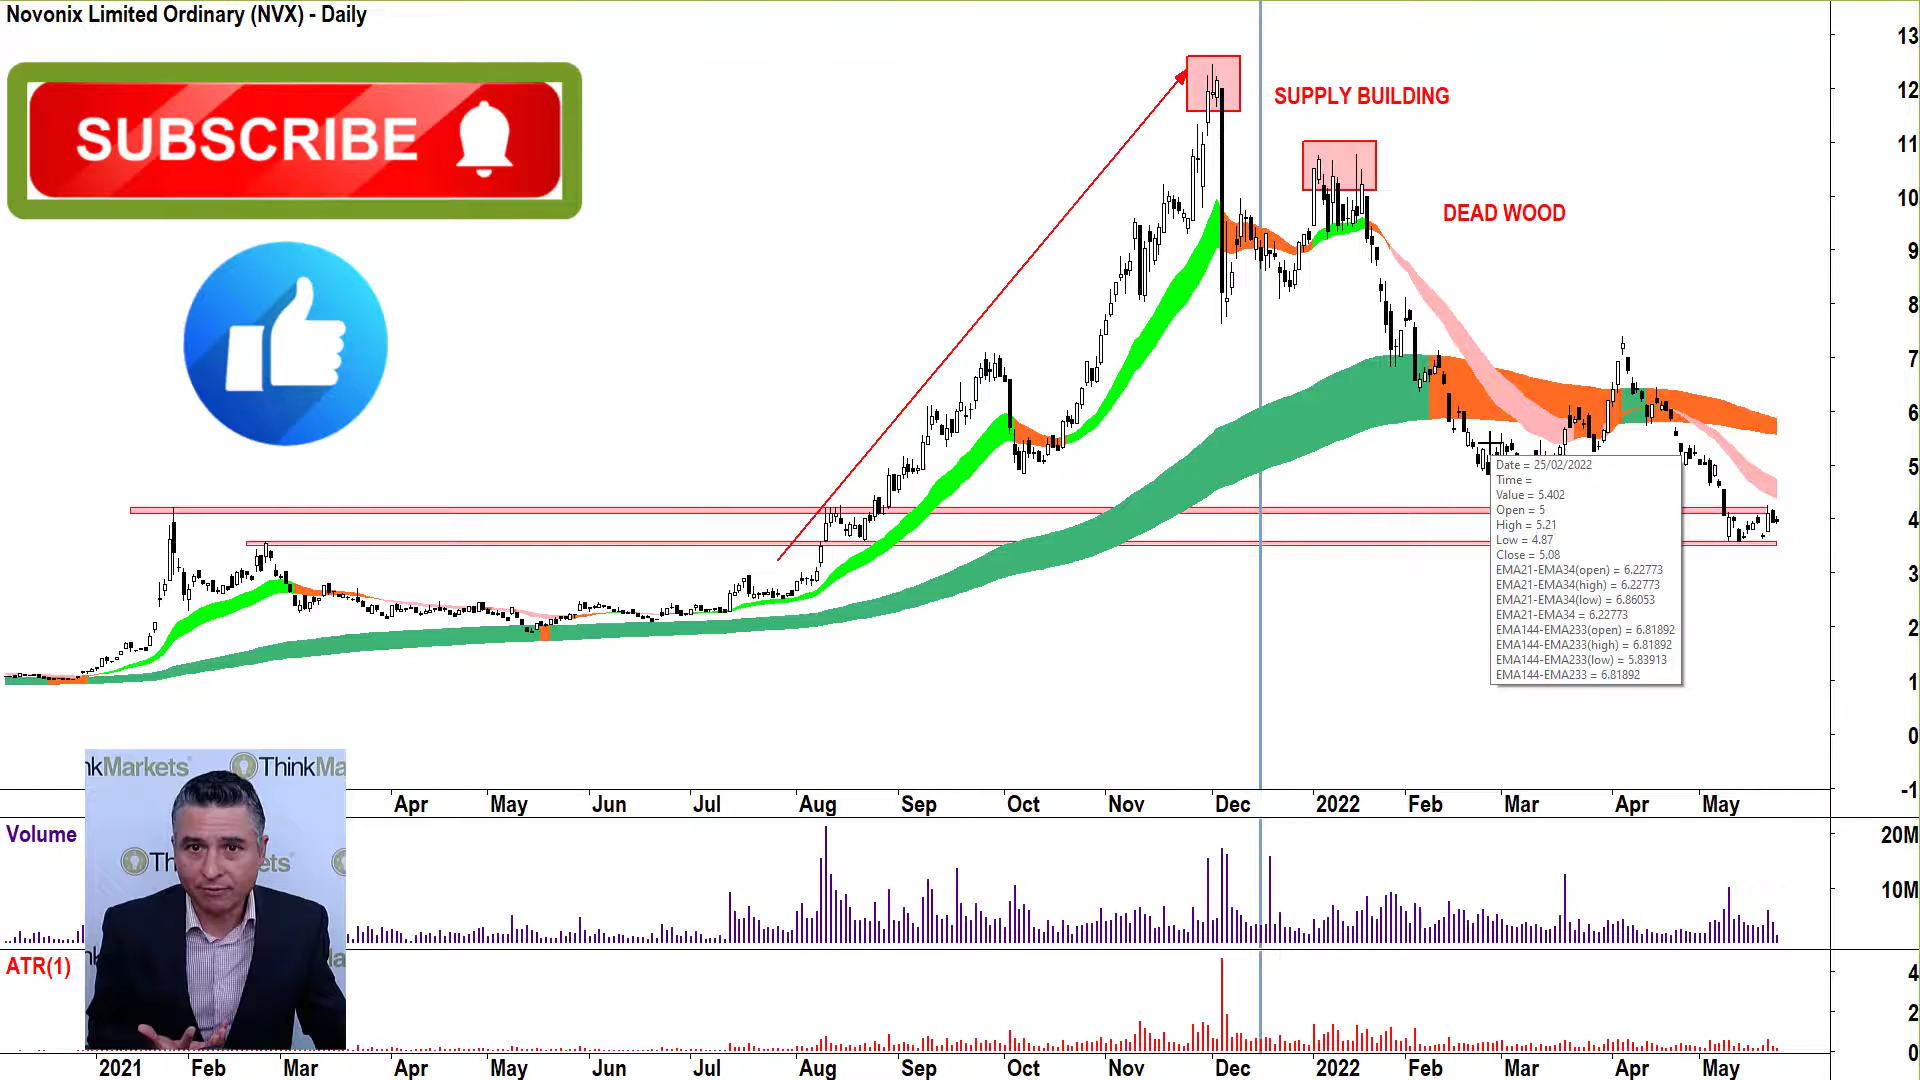 Novonix Limited Ordinary (NVX) - Daily
SUBSCRIBE
SUPPLY BUILDING
DEAD WOOD
13
12
11
10
9
8
7
6
5
4
3
2
1
0
-1
Date = 25/02/2022
Time =
Value = 5.402
Open = 5
High = 5.21
Low = 4.87
Close = 5.08
EMA21-EMA34(open) = 6.22773
EMA21-EMA34(high) = 6.22773
EMA21-EMA34(low) = 6.86053
EMA21-EMA34 = 6.22773
EMA144-EMA233(open) = 6.81892
EMA144-EMA233(high) = 6.81892
EMA144-EMA233(low) = 5.83913
EMA144-EMA233 = 6.81892
Apr May Jun Jul Aug Sep Oct Nov Dec 2022 Feb Mar Apr May
nkMarkets ThinkMa
Th ets
Volume
20M
10M
ATR(1)
4
2
0
2021 Feb Mar Apr May Jun Jul Aug Sep Oct Nov Dec 2022 Feb Mar Apr May